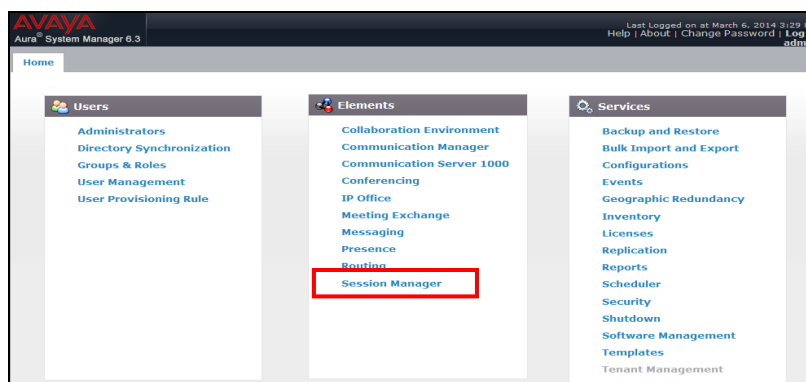 AVAYA
Aura® System Manager 6.3
Last Logged on at March 6, 2014 3:29
Help | About | Change Password | Log
adm
Home
Users
Administrators
Directory Synchronization
Groups & Roles
User Management
User Provisioning Rule
Elements
Collaboration Environment
Communication Manager
Communication Server 1000
Conferencing
IP Office
Meeting Exchange
Messaging
Presence
Routing
Session Manager
Services
Backup and Restore
Bulk Import and Export
Configurations
Events
Geographic Redundancy
Inventory
Licenses
Replication
Reports
Scheduler
Security
Shutdown
Software Management
Templates
Tenant Management